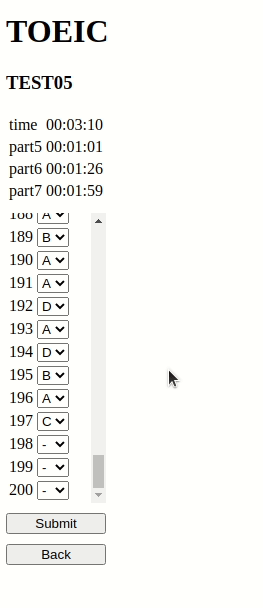 TOEIC
TEST05
time 00:03:10
part5 00:01:01
part6 00:01:26
part7 00:01:59
188 A
189 B
190 A
191 A
192 D
193 A
194 D
195 B
196 A
197 C
198 -
199 -
200 -
Submit
Back